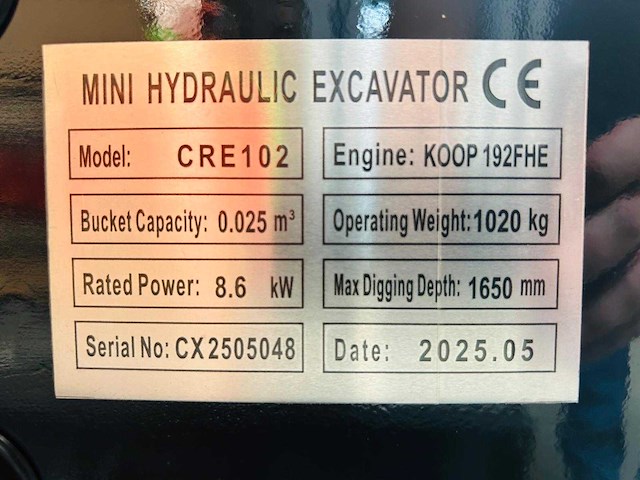 MINI HYDRAULIC EXCAVATOR CE
Model: CRE102
Engine: KOOP 192FHE
Bucket Capacity: 0.025 m³
Operating Weight: 1020 kg
Rated Power: 8.6 kW
Max Digging Depth: 1650 mm
Serial No: CX2505048
Date: 2025.05